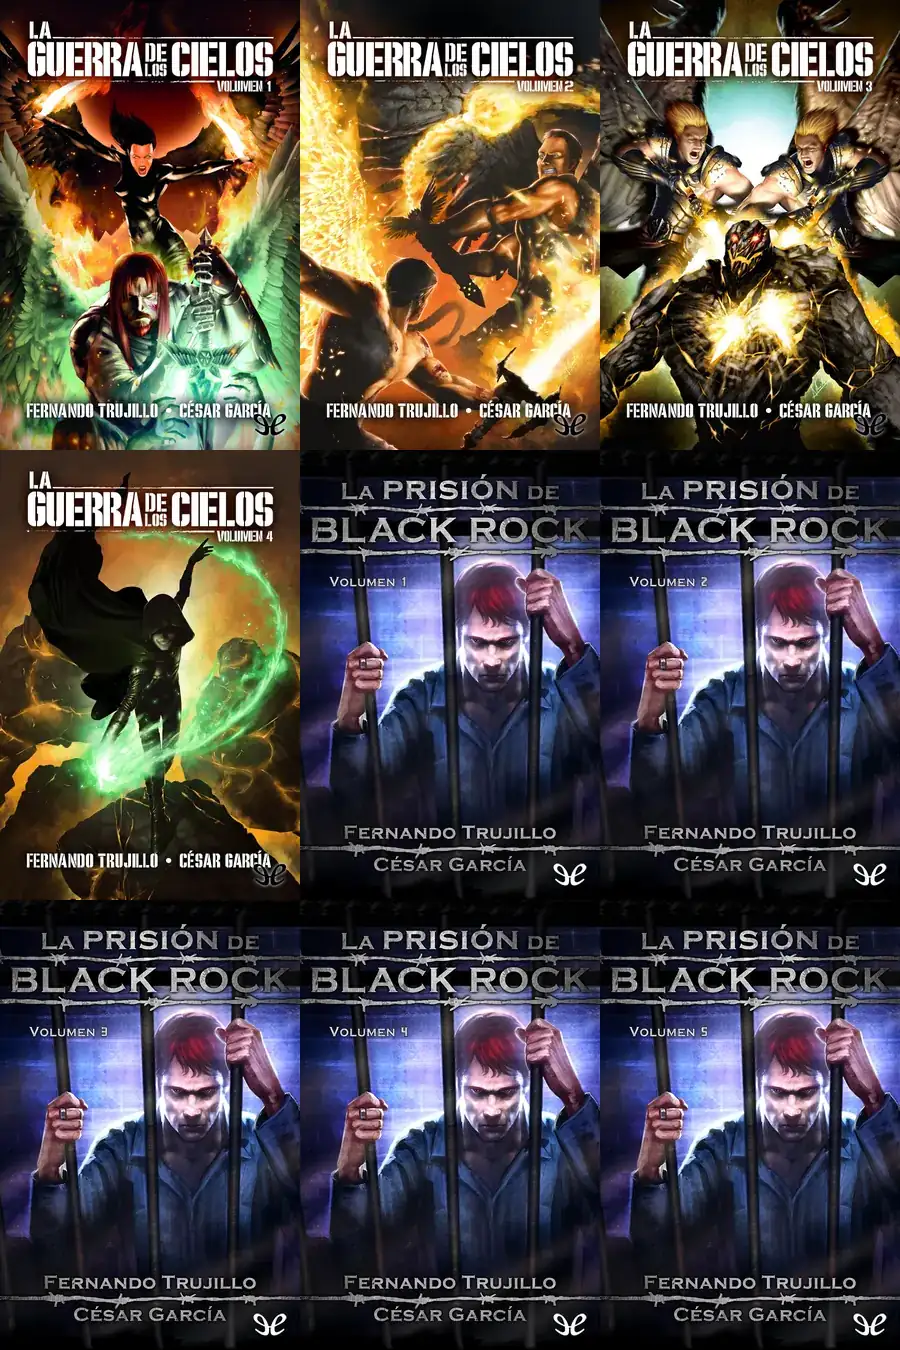 LA
GUERRA DE LOS CIELOS
VOLUMEN 1
FERNANDO TRUJILLO • CÉSAR GARCÍA
LA
GUERRA DE LOS CIELOS
VOLUMEN 2
FERNANDO TRUJILLO • CÉSAR GARCÍA
LA
GUERRA DE LOS CIELOS
VOLUMEN 3
FERNANDO TRUJILLO • CÉSAR GARCÍA
LA
GUERRA DE LOS CIELOS
VOLUMEN 4
FERNANDO TRUJILLO • CÉSAR GARCÍA
LA PRISIÓN DE
BLACK ROCK
VOLUMEN 1
FERNANDO TRUJILLO
CÉSAR GARCÍA
LA PRISIÓN DE
BLACK ROCK
VOLUMEN 2
FERNANDO TRUJILLO
CÉSAR GARCÍA
LA PRISIÓN DE
BLACK ROCK
VOLUMEN 3
FERNANDO TRUJILLO
CÉSAR GARCÍA
LA PRISIÓN DE
BLACK ROCK
VOLUMEN 4
FERNANDO TRUJILLO
CÉSAR GARCÍA
LA PRISIÓN DE
BLACK ROCK
VOLUMEN 5
FERNANDO TRUJILLO
CÉSAR GARCÍA